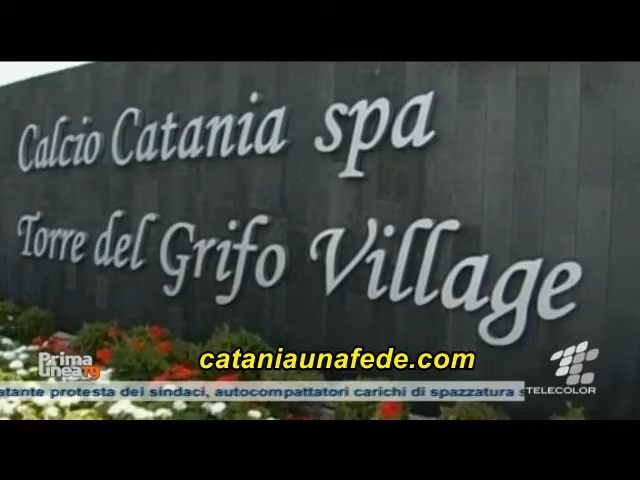 Calcio Catania spa
Torre del Grifo Village
Prima
Linea TG
cataniaunafede.com
protesta dei sindaci, autocompattatori carichi di spazzatura
TELECOLOR